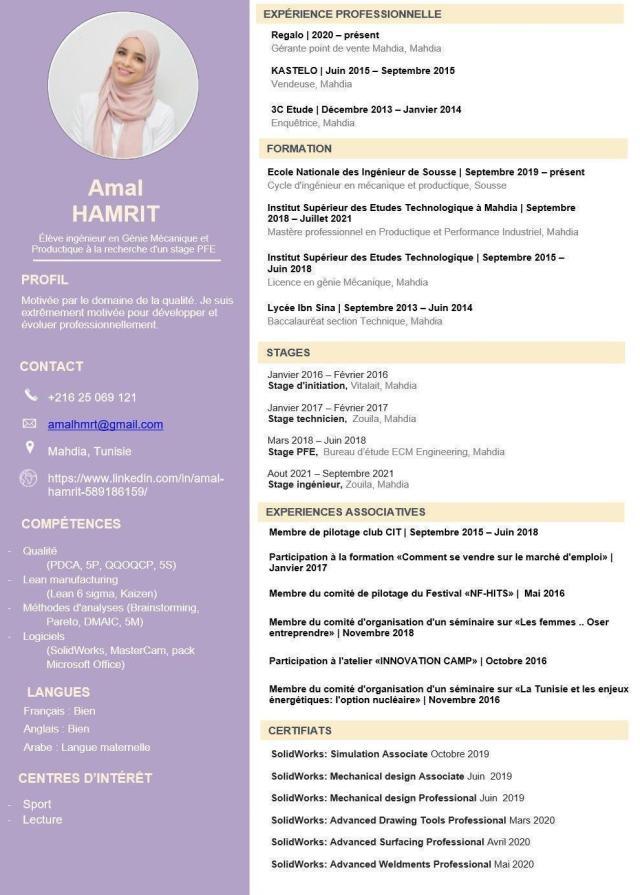 Amal
HAMRIT
Élève ingénieur en Génie Mécanique et
Productique à la recherche d'un stage PFE
PROFIL
Motivée par le domaine de la qualité. Je suis
extrêmement motivée pour développer et
évoluer professionnellement.
CONTACT
+216 25 069 121
amalhmrt@gmail.com
Mahdia, Tunisie
https://www.linkedin.com/in/amal-
hamrit-589186159/
COMPÉTENCES
- Qualité
(PDCA, 5P, QQOQCP, 5S)
- Lean manufacturing
(Lean 6 sigma, Kaizen)
- Méthodes d'analyses (Brainstorming,
Pareto, DMAIC, 5M)
- Logiciels
(SolidWorks, MasterCam, pack
Microsoft Office)
LANGUES
Français : Bien
Anglais : Bien
Arabe : Langue maternelle
CENTRES D'INTÉRÊT
- Sport
- Lecture
EXPÉRIENCE PROFESSIONNELLE
Regalo | 2020 – présent
Gérante point de vente Mahdia, Mahdia
KASTELO | Juin 2015 – Septembre 2015
Vendeuse, Mahdia
3C Etude | Décembre 2013 – Janvier 2014
Enquêtrice, Mahdia
FORMATION
Ecole Nationale des Ingénieur de Sousse | Septembre 2019 – présent
Cycle d'ingénieur en mécanique et productique, Sousse
Institut Supérieur des Etudes Technologique à Mahdia | Septembre
2018 – Juillet 2021
Mastère professionnel en Productique et Performance Industriel, Mahdia
Institut Supérieur des Etudes Technologique | Septembre 2015 –
Juin 2018
Licence en génie Mécanique, Mahdia
Lycée Ibn Sina | Septembre 2013 – Juin 2014
Baccalauréat section Technique, Mahdia
STAGES
Janvier 2016 – Février 2016
Stage d'initiation, Vitalait, Mahdia
Janvier 2017 – Février 2017
Stage technicien, Zouila, Mahdia
Mars 2018 – Juin 2018
Stage PFE, Bureau d'étude ECM Engineering, Mahdia
Aout 2021 – Septembre 2021
Stage ingénieur, Zouila, Mahdia
EXPERIENCES ASSOCIATIVES
Membre de pilotage club CIT | Septembre 2015 – Juin 2018
Participation à la formation «Comment se vendre sur le marché d'emploi» |
Janvier 2017
Membre du comité de pilotage du Festival «NF-HITS» | Mai 2016
Membre du comité d'organisation d'un séminaire sur «Les femmes .. Oser
entreprendre» | Novembre 2018
Participation à l'atelier «INNOVATION CAMP» | Octobre 2016
Membre du comité d'organisation d'un séminaire sur «La Tunisie et les enjeux
énergétiques: l'option nucléaire» | Novembre 2016
CERTIFIATS
SolidWorks: Simulation Associate Octobre 2019
SolidWorks: Mechanical design Associate Juin 2019
SolidWorks: Mechanical design Professional Juin 2019
SolidWorks: Advanced Drawing Tools Professional Mars 2020
SolidWorks: Advanced Surfacing Professional Avril 2020
SolidWorks: Advanced Weldments Professional Mai 2020